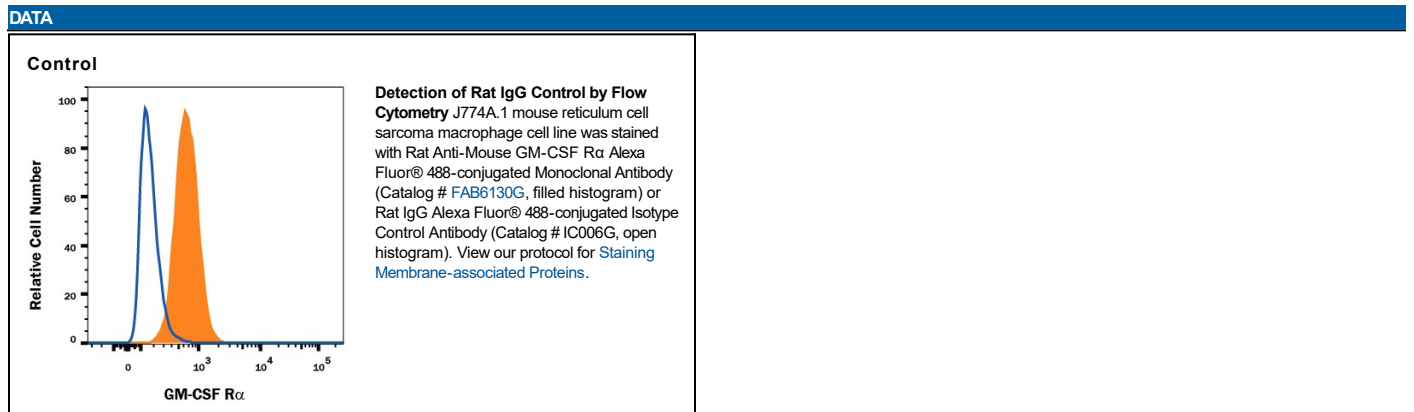 DATA
Control
100
80
60
40
20
0
Relative Cell Number
0 10³ 10⁴ 10⁵
GM-CSF Rα
Detection of Rat IgG Control by Flow
Cytometry J774A.1 mouse reticulum cell
sarcoma macrophage cell line was stained
with Rat Anti-Mouse GM-CSF Rα Alexa
Fluor® 488-conjugated Monoclonal Antibody
(Catalog # FAB6130G, filled histogram) or
Rat IgG Alexa Fluor® 488-conjugated Isotype
Control Antibody (Catalog # IC006G, open
histogram). View our protocol for Staining
Membrane-associated Proteins.